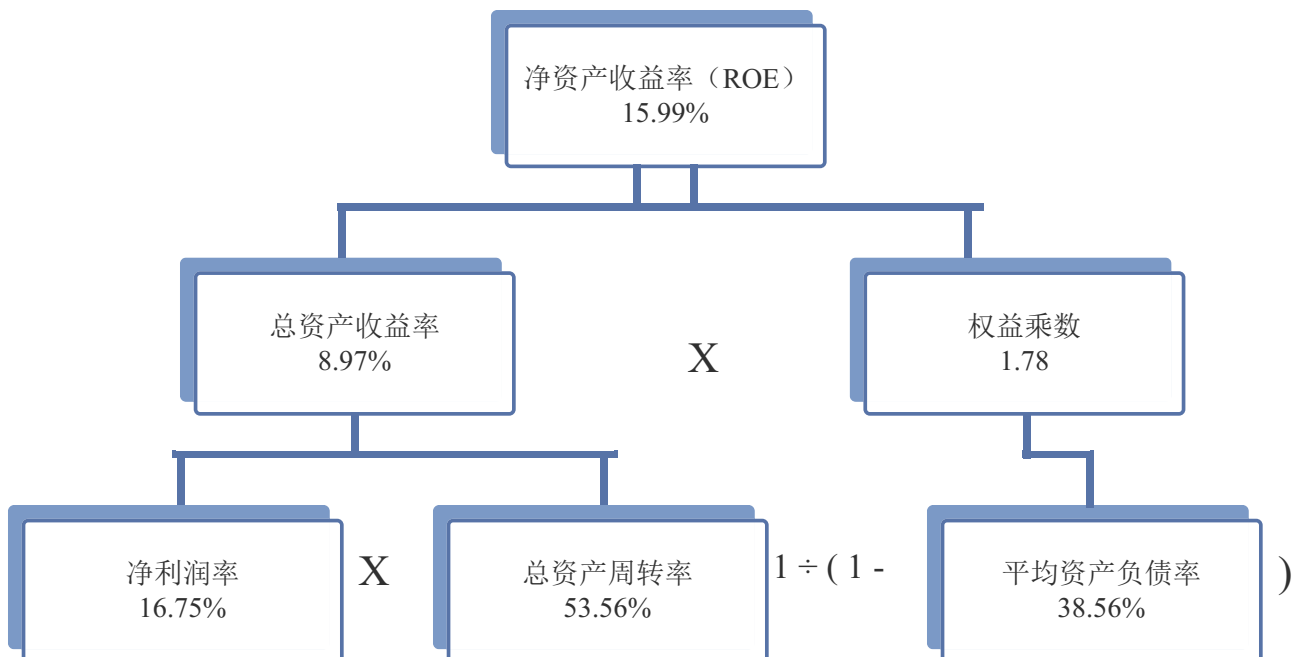 净资产收益率（ROE）
15.99%
总资产收益率
8.97%
X
权益乘数
1.78
净利润率
16.75%
X
总资产周转率
53.56%
1 ÷ ( 1 -
平均资产负债率
38.56%
)